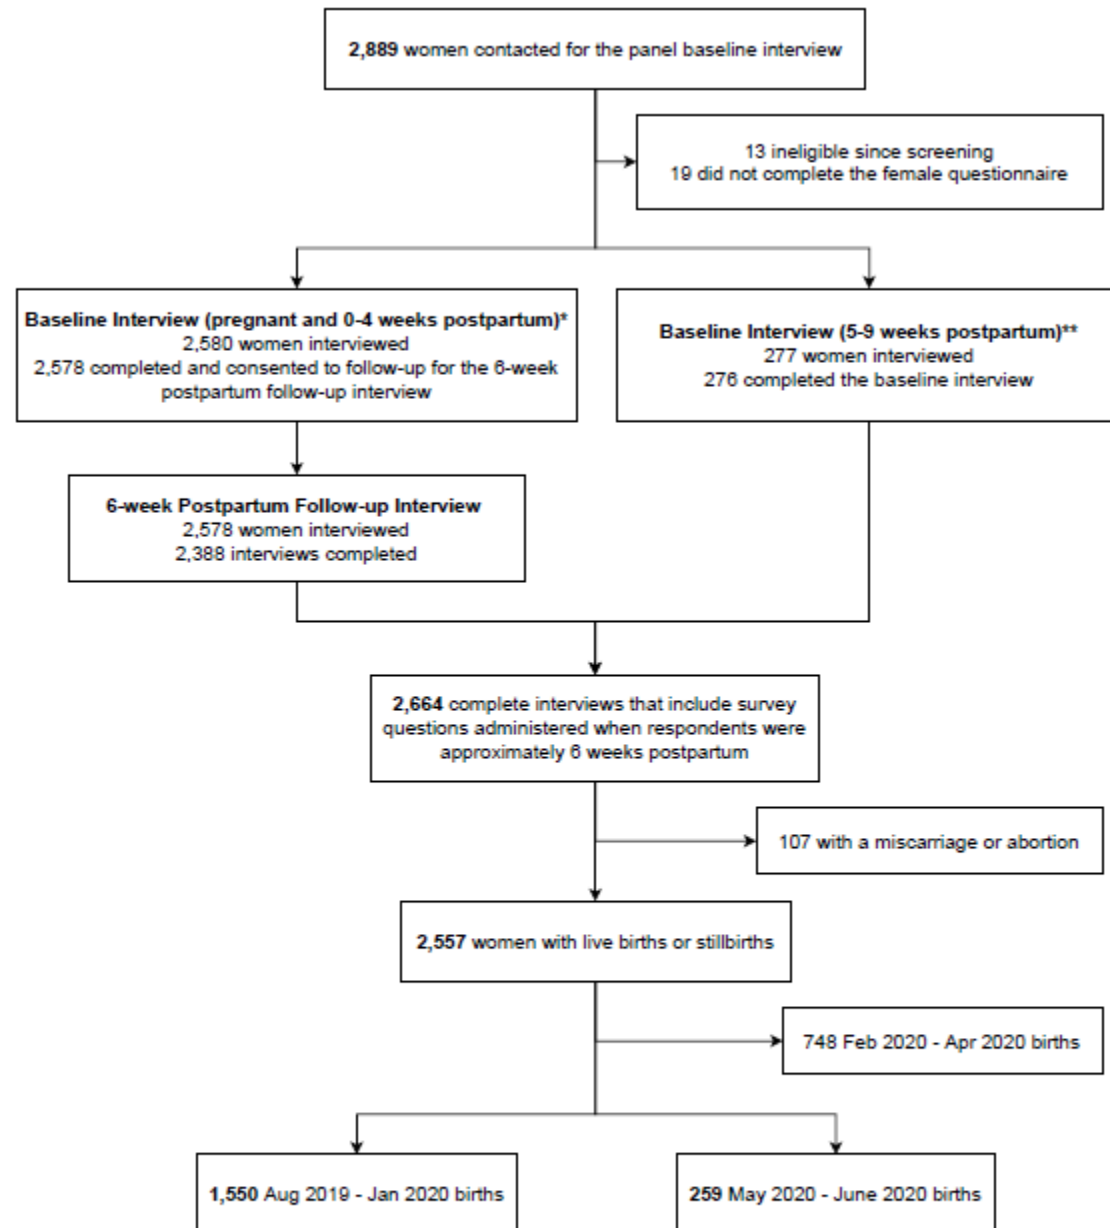 2,889 women contacted for the panel baseline interview
13 ineligible since screening
19 did not complete the female questionnaire
Baseline Interview (pregnant and 0-4 weeks postpartum)*
2,580 women interviewed
2,578 completed and consented to follow-up for the 6-week
postpartum follow-up interview
Baseline Interview (5-9 weeks postpartum)**
277 women interviewed
276 completed the baseline interview
6-week Postpartum Follow-up Interview
2,578 women interviewed
2,388 interviews completed
2,664 complete interviews that include survey
questions administered when respondents were
approximately 6 weeks postpartum
107 with a miscarriage or abortion
2,557 women with live births or stillbirths
748 Feb 2020 - Apr 2020 births
1,550 Aug 2019 - Jan 2020 births
259 May 2020 - June 2020 births